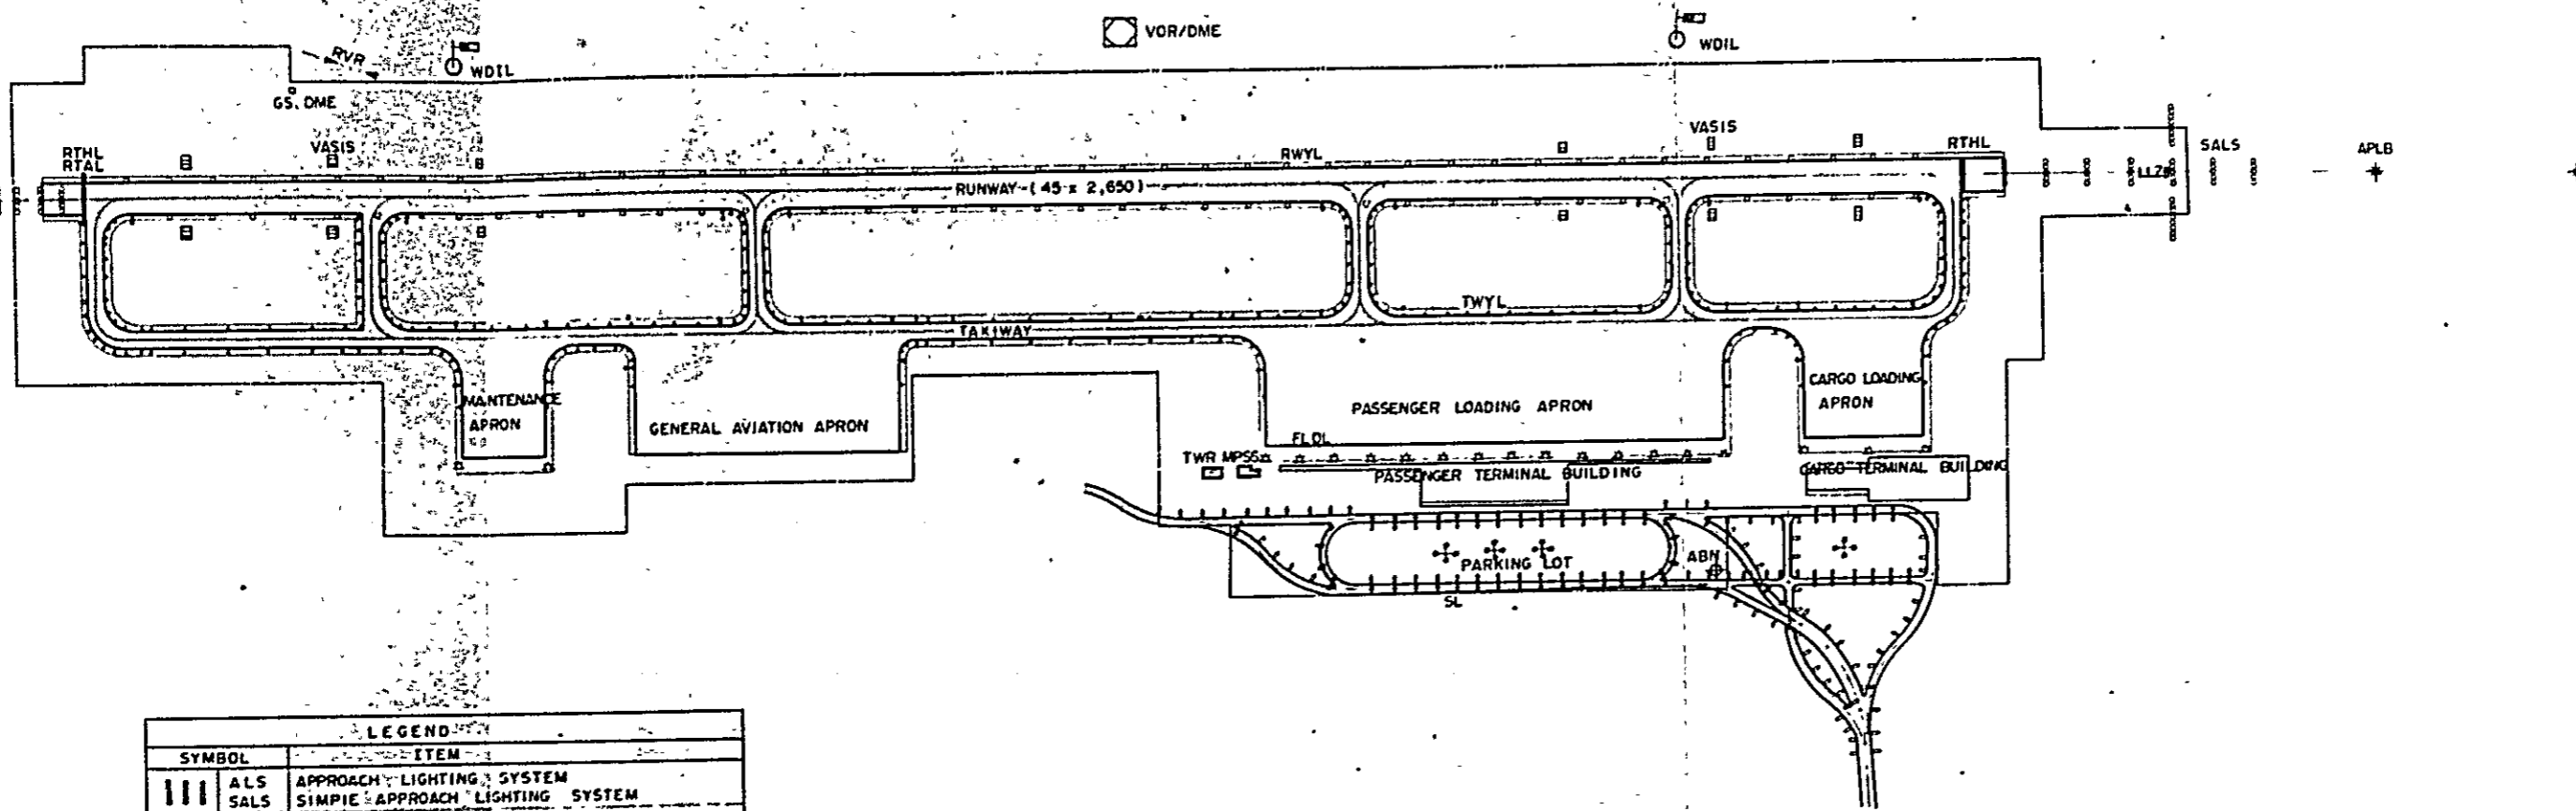 VOR/DME
WDIL
RVR
WDIL
GS. DME
VASIS
RTHL
RTAL
VASIS
RWYL
RTHL
SALS
APLB
LLZ
RUNWAY (45 x 2,650)
TWYL
TAXIWAY
MAINTENANCE
APRON
GENERAL AVIATION APRON
PASSENGER LOADING APRON
CARGO LOADING
APRON
FLDL
TWR MPSS
PASSENGER TERMINAL BUILDING
CARGO TERMINAL BUILDING
PARKING LOT
ABN
SL
LEGEND
SYMBOL ITEM
ALS APPROACH LIGHTING SYSTEM
SALS SIMPIE APPROACH LIGHTING SYSTEM